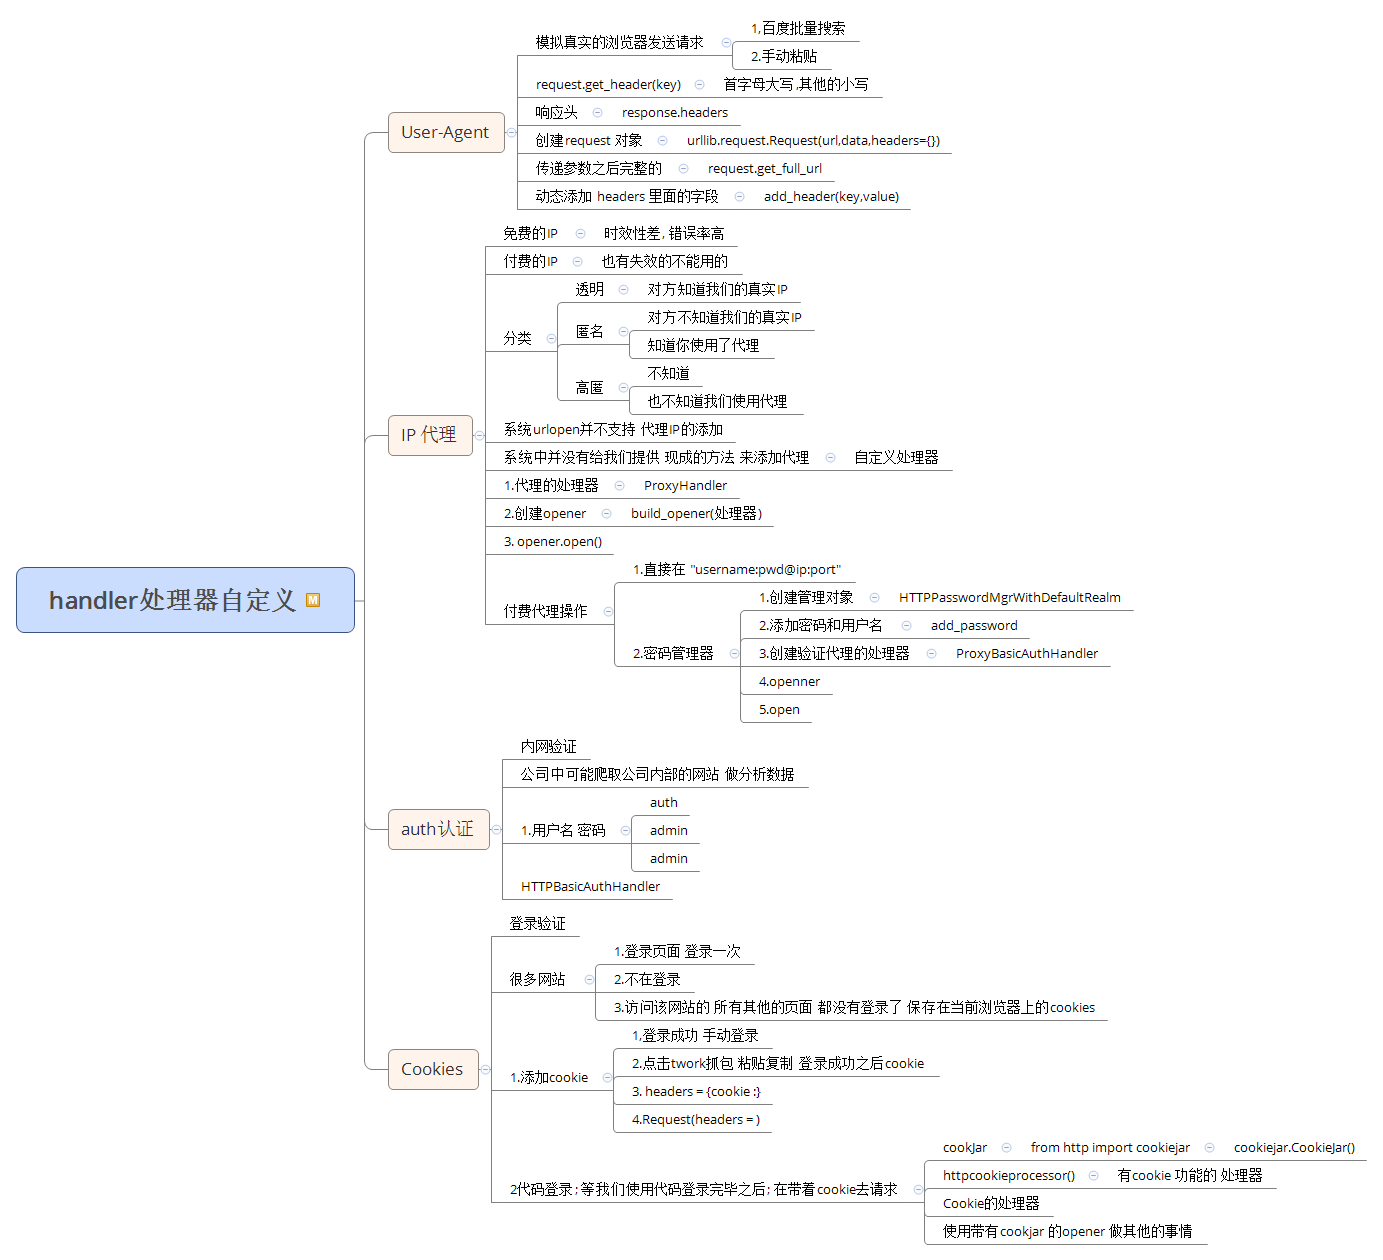 handler处理器自定义
M
User-Agent
模拟真实的浏览器发送请求
1,百度批量搜索
2.手动粘贴
request.get_header(key)
首字母大写,其他的小写
响应头
response.headers
创建request 对象
urllib.request.Request(url,data,headers={})
传递参数之后完整的
request.get_full_url
动态添加 headers 里面的字段
add_header(key,value)
IP 代理
免费的IP
时效性差, 错误率高
付费的IP
也有失效的不能用的
分类
透明
对方知道我们的真实IP
匿名
对方不知道我们的真实IP
知道你使用了代理
高匿
不知道
也不知道我们使用代理
系统urlopen并不支持 代理IP的添加
系统中并没有给我们提供 现成的方法 来添加代理
自定义处理器
1.代理的处理器
ProxyHandler
2.创建opener
build_opener(处理器)
3. opener.open()
付费代理操作
1.直接在 "username:pwd@ip:port"
2.密码管理器
1.创建管理对象
HTTPPasswordMgrWithDefaultRealm
2.添加密码和用户名
add_password
3.创建验证代理的处理器
ProxyBasicAuthHandler
4.openner
5.open
auth认证
内网验证
公司中可能爬取公司内部的网站 做分析数据
1.用户名 密码
auth
admin
admin
HTTPBasicAuthHandler
Cookies
登录验证
很多网站
1.登录页面 登录一次
2.不在登录
3.访问该网站的 所有其他的页面 都没有登录了 保存在当前浏览器上的cookies
1.添加cookie
1,登录成功 手动登录
2.点击twork抓包 粘贴复制 登录成功之后cookie
3. headers = {cookie :}
4.Request(headers = )
2代码登录; 等我们使用代码登录完毕之后; 在带着cookie去请求
cookJar
from http import cookiejar
cookiejar.CookieJar()
httpcookieprocessor()
有cookie 功能的 处理器
Cookie的处理器
使用带有cookjar 的opener 做其他的事情